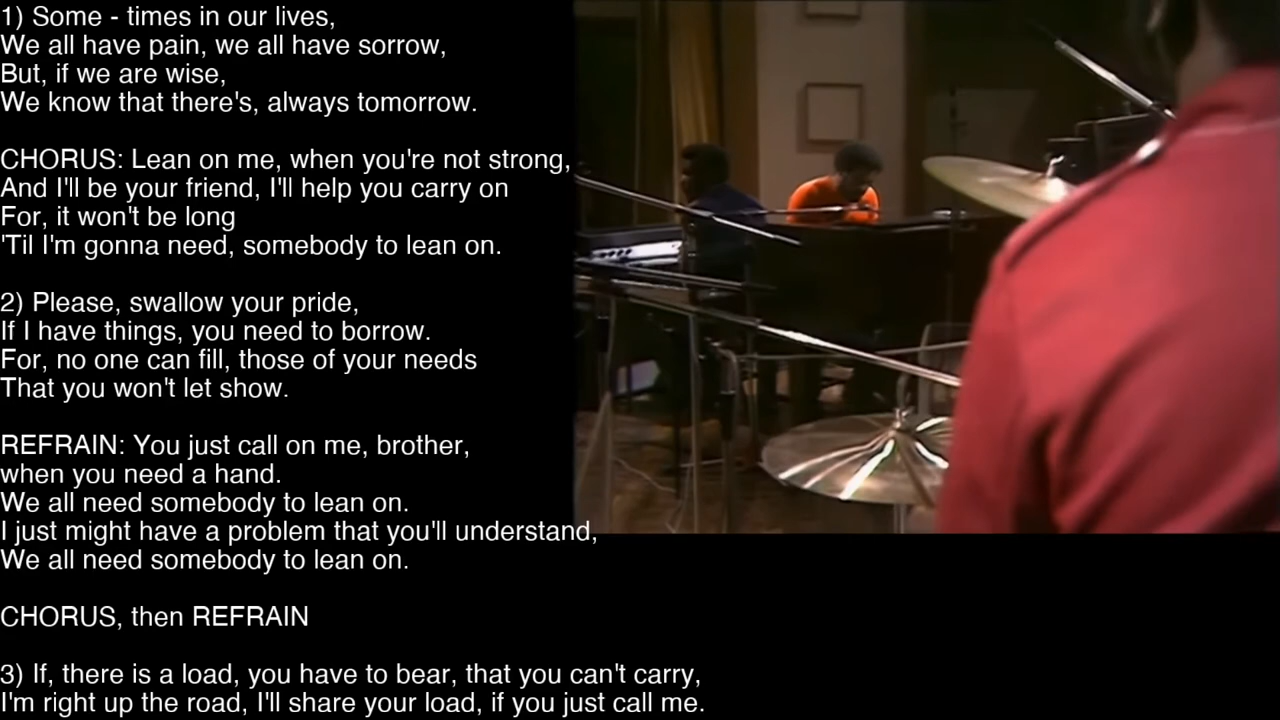 1) Some - times in our lives,
We all have pain, we all have sorrow,
But, if we are wise,
We know that there's, always tomorrow.
CHORUS: Lean on me, when you're not strong,
And I'll be your friend, I'll help you carry on
For, it won't be long
'Til I'm gonna need, somebody to lean on.
2) Please, swallow your pride,
If I have things, you need to borrow.
For, no one can fill, those of your needs
That you won't let show.
REFRAIN: You just call on me, brother,
when you need a hand.
We all need somebody to lean on.
I just might have a problem that you'll understand,
We all need somebody to lean on.
CHORUS, then REFRAIN
3) If, there is a load, you have to bear, that you can't carry,
I'm right up the road, I'll share your load, if you just call me.